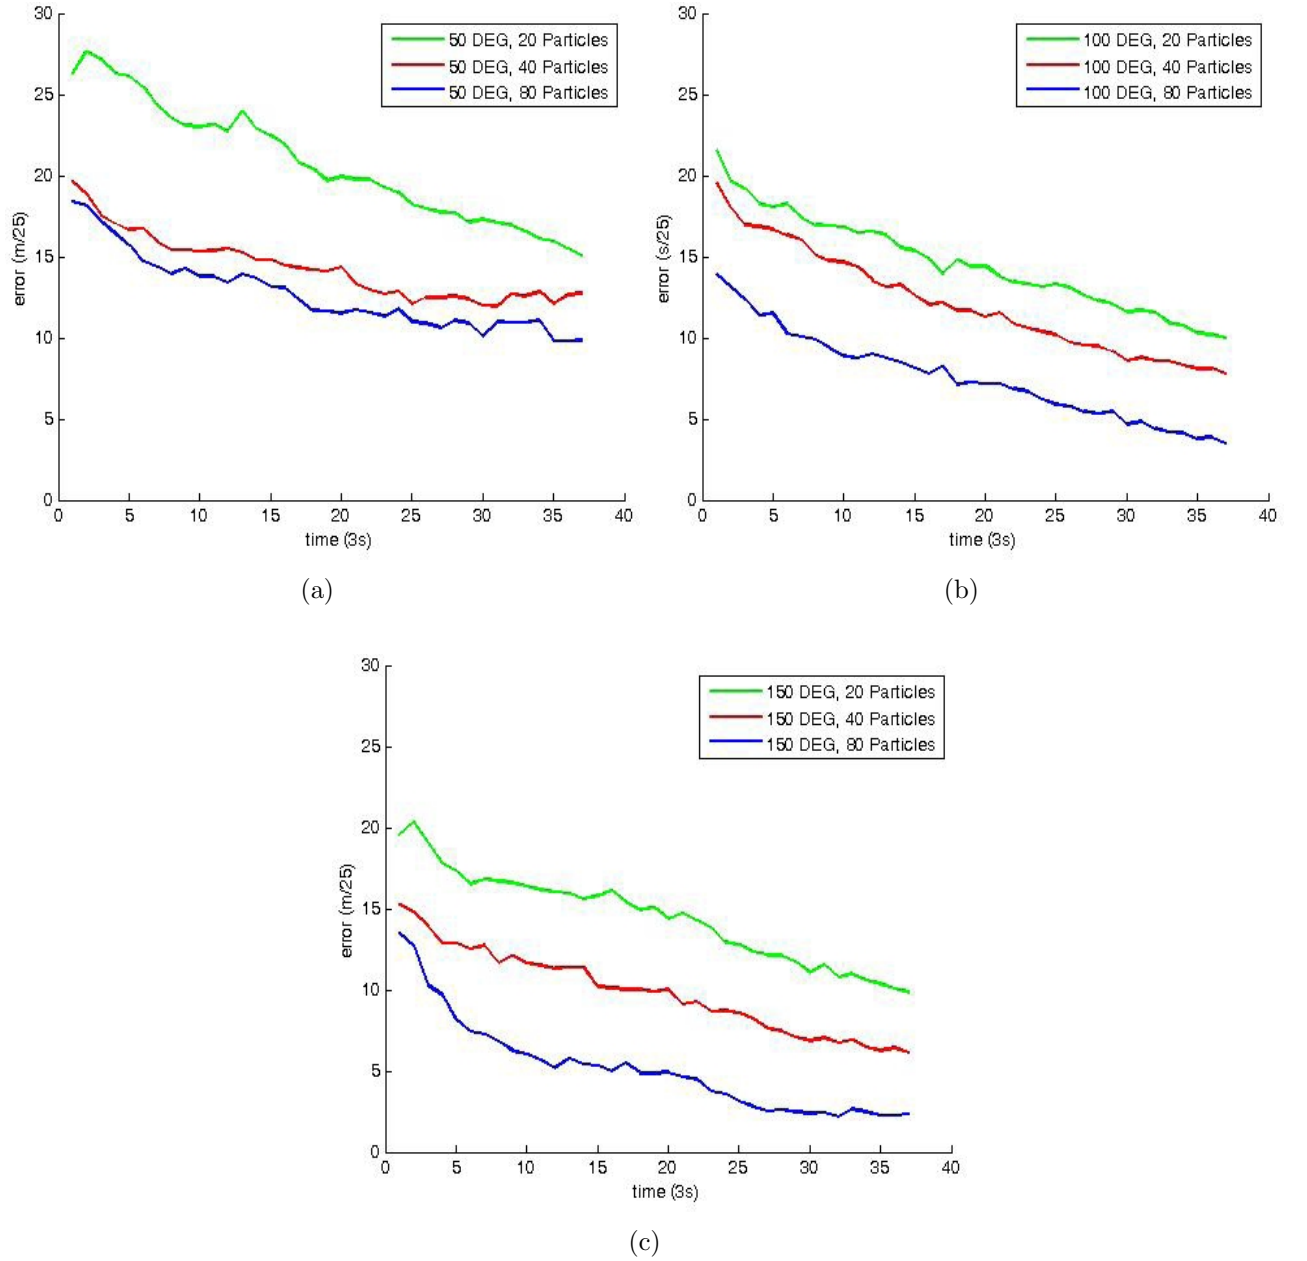 30
25
20
15
10
5
0
error (m/25)
50 DEG, 20 Particles
50 DEG, 40 Particles
50 DEG, 80 Particles
0 5 10 15 20 25 30 35 40
time (3s)
(a)
30
25
20
15
10
5
0
error (s/25)
100 DEG, 20 Particles
100 DEG, 40 Particles
100 DEG, 80 Particles
0 5 10 15 20 25 30 35 40
time (3s)
(b)
30
25
20
15
10
5
0
error (m/25)
150 DEG, 20 Particles
150 DEG, 40 Particles
150 DEG, 80 Particles
0 5 10 15 20 25 30 35 40
time (3s)
(c)